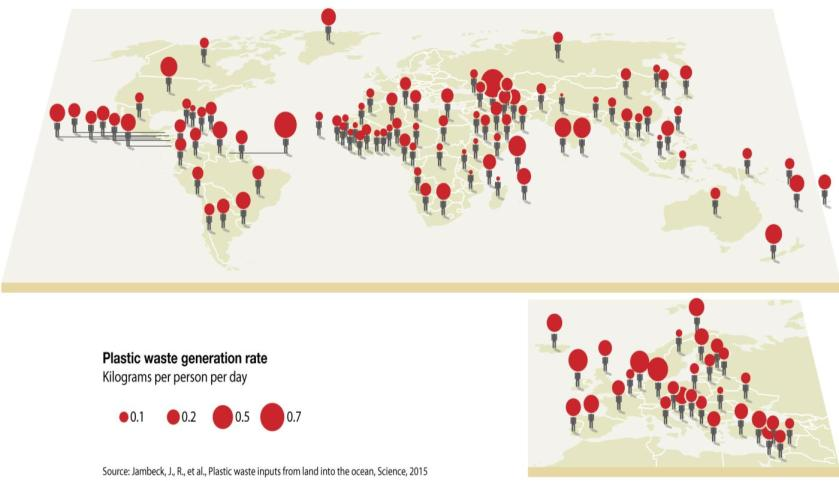 Plastic waste generation rate
Kilograms per person per day
0.1 0.2 0.5 0.7
Source: Jambeck, J., R., et al., Plastic waste inputs from land into the ocean, Science, 2015